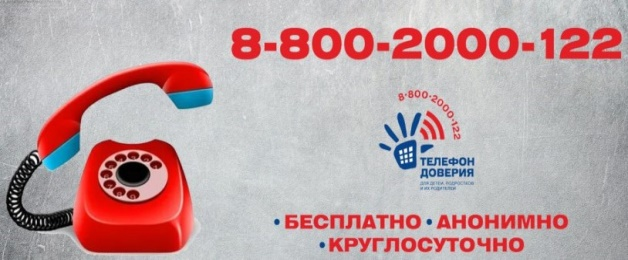 8-800-2000-122
8-800-2000-122
ТЕЛЕФОН
ДОВЕРИЯ
ДЛЯ ДЕТЕЙ, ПОДРОСТКОВ
И ИХ РОДИТЕЛЕЙ
• БЕСПЛАТНО • АНОНИМНО
• КРУГЛОСУТОЧНО